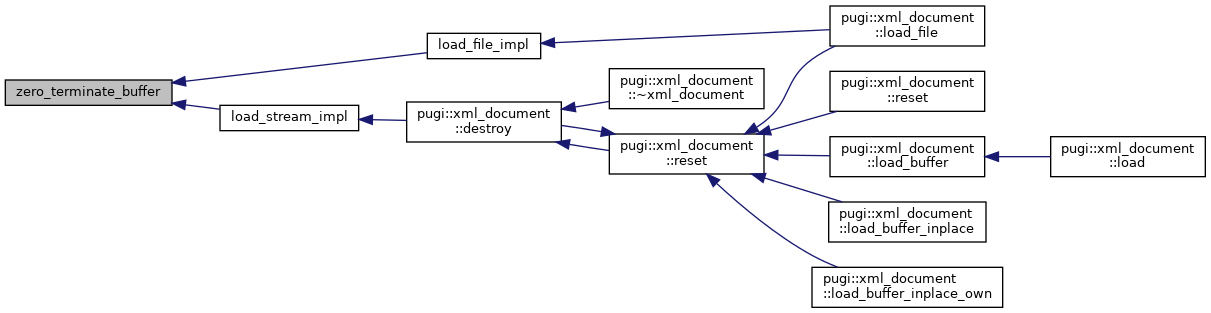 zero_terminate_buffer
load_file_impl
load_stream_impl
pugi::xml_document
::destroy
pugi::xml_document
::~xml_document
pugi::xml_document
::reset
pugi::xml_document
::load_file
pugi::xml_document
::reset
pugi::xml_document
::load_buffer
pugi::xml_document
::load
pugi::xml_document
::load_buffer_inplace
pugi::xml_document
::load_buffer_inplace_own